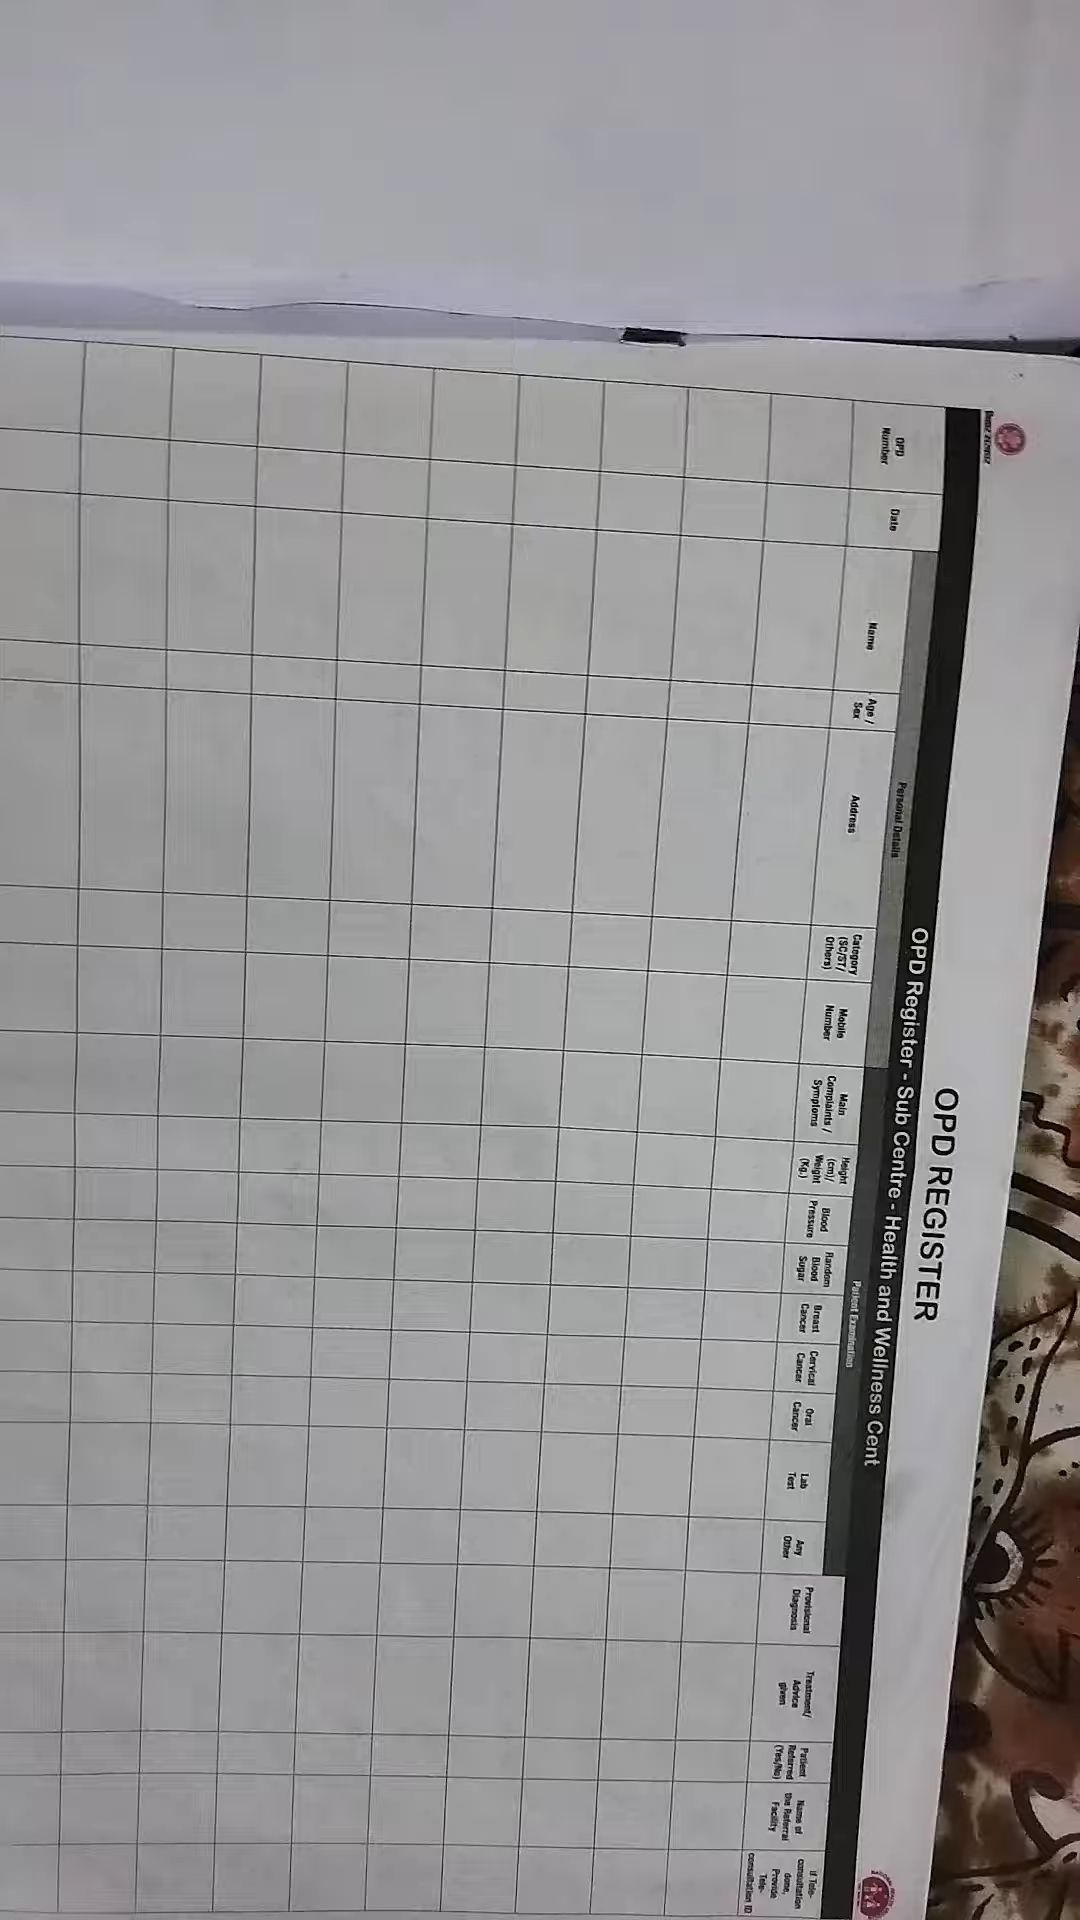 OPD REGISTER
OPD Register - Sub Centre - Health and Wellness Cent
Personal Details
Patient Examination
OPD
Number
Date
Name
Age /
Sex
Address
Category
(SC/ST/
Others)
Mobile
Number
Main
Complaints /
Symptoms
Height
(cm)/
Weight
(Kg.)
Blood
Pressure
Random
Blood
Sugar
Breast
Cancer
Cervical
Cancer
Oral
Cancer
Lab
Test
Any
Other
Provisional
Diagnosis
Treatment/
Advice
given
Patient
Referred
(Yes/No)
Name of
the Referral
Facility
If Tele-
consultation
done,
Provide
Tele-
consultation ID